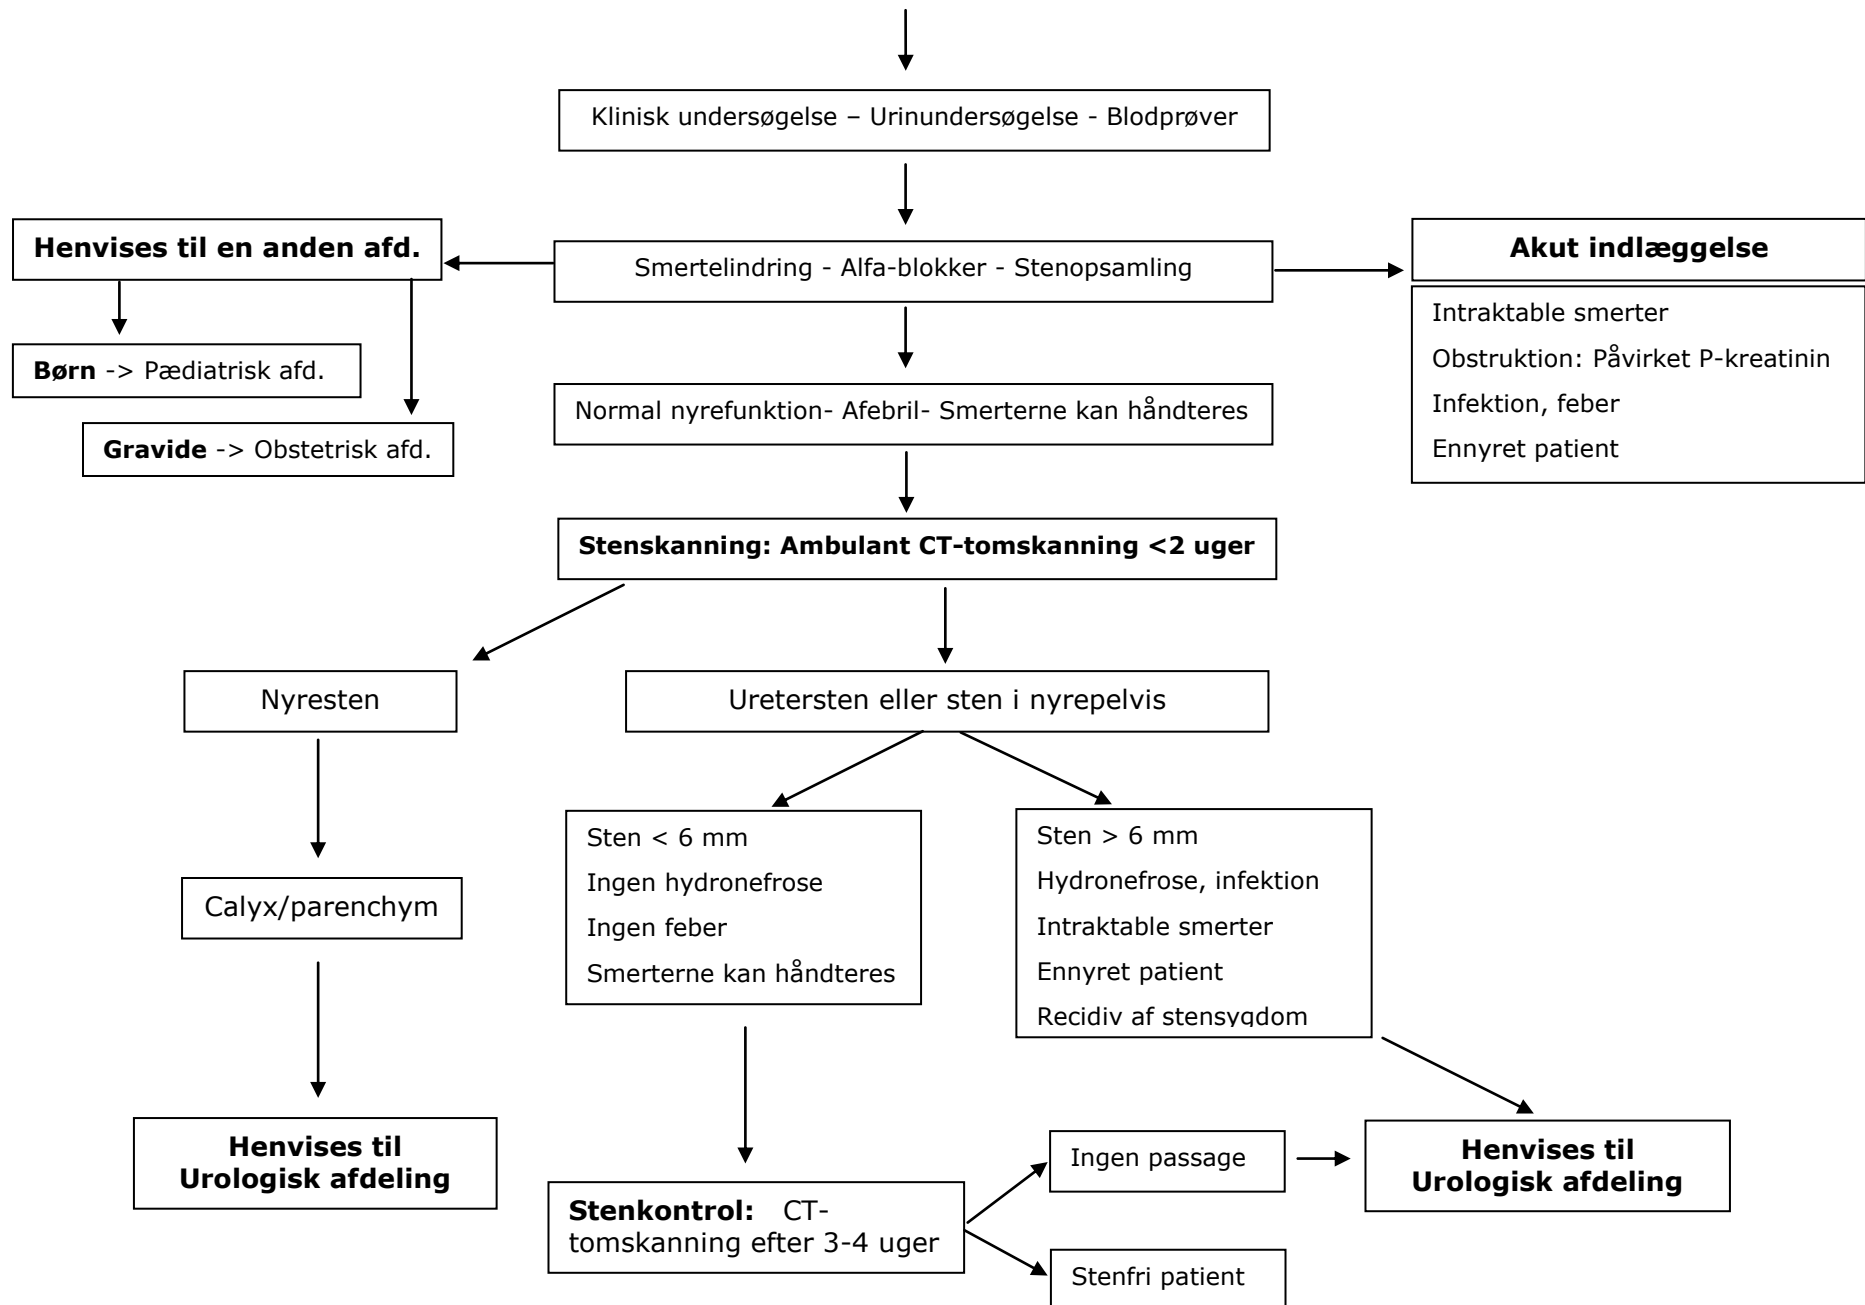 Klinisk undersøgelse – Urinundersøgelse - Blodprøver
Henvises til en anden afd.
Smertelindring - Alfa-blokker - Stenopsamling
Akut indlæggelse
Intraktable smerter
Obstruktion: Påvirket P-kreatinin
Infektion, feber
Ennyret patient
Børn -> Pædiatrisk afd.
Gravide -> Obstetrisk afd.
Normal nyrefunktion- Afebril- Smerterne kan håndteres
Stenskanning: Ambulant CT-tomskanning <2 uger
Nyresten
Uretersten eller sten i nyrepelvis
Calyx/parenchym
Sten < 6 mm
Ingen hydronefrose
Ingen feber
Smerterne kan håndteres
Sten > 6 mm
Hydronefrose, infektion
Intraktable smerter
Ennyret patient
Recidiv af stensygdom
Henvises til
Urologisk afdeling
Stenkontrol: CT-
tomskanning efter 3-4 uger
Ingen passage
Stenfri patient
Henvises til
Urologisk afdeling